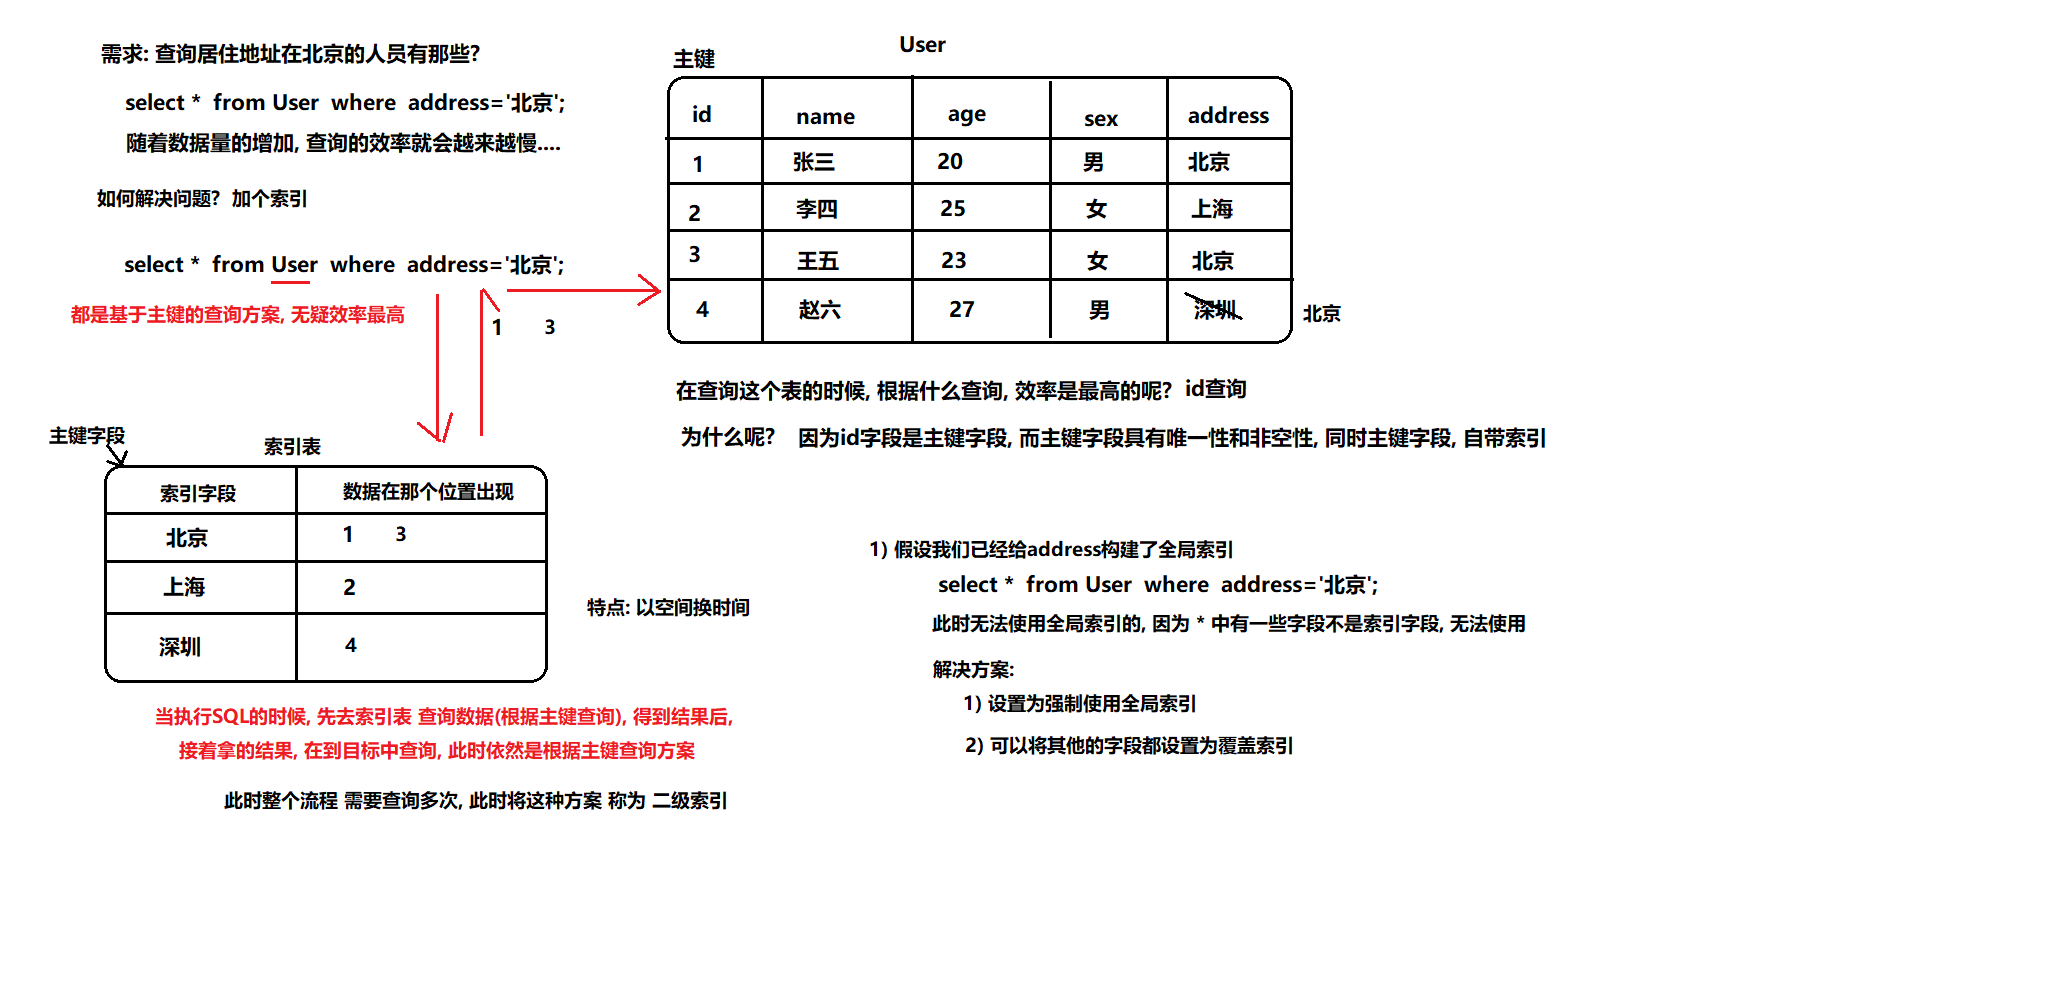 需求: 查询居住地址在北京的人员有那些?
select *  from User  where  address='北京';
随着数据量的增加, 查询的效率就会越来越慢....
如何解决问题?  加个索引
select *  from User  where  address='北京';
都是基于主键的查询方案, 无疑效率最高
1 3
主键字段
索引表
索引字段 数据在那个位置出现
北京 1 3
上海 2
深圳 4
特点: 以空间换时间
当执行SQL的时候, 先去索引表 查询数据(根据主键查询), 得到结果后,
接着拿的结果, 在到目标中查询, 此时依然是根据主键查询方案
此时整个流程 需要查询多次, 此时将这种方案 称为 二级索引
User
主键
id name age sex address
1 张三 20 男 北京
2 李四 25 女 上海
3 王五 23 女 北京
4 赵六 27 男 深圳 北京
在查询这个表的时候, 根据什么查询, 效率是最高的呢?  id查询
为什么呢?  因为id字段是主键字段, 而主键字段具有唯一性和非空性, 同时主键字段, 自带索引
1) 假设我们已经给address构建了全局索引
select *  from User  where  address='北京';
此时无法使用全局索引的, 因为 * 中有一些字段不是索引字段, 无法使用
解决方案:
1) 设置为强制使用全局索引
2) 可以将其他的字段都设置为覆盖索引